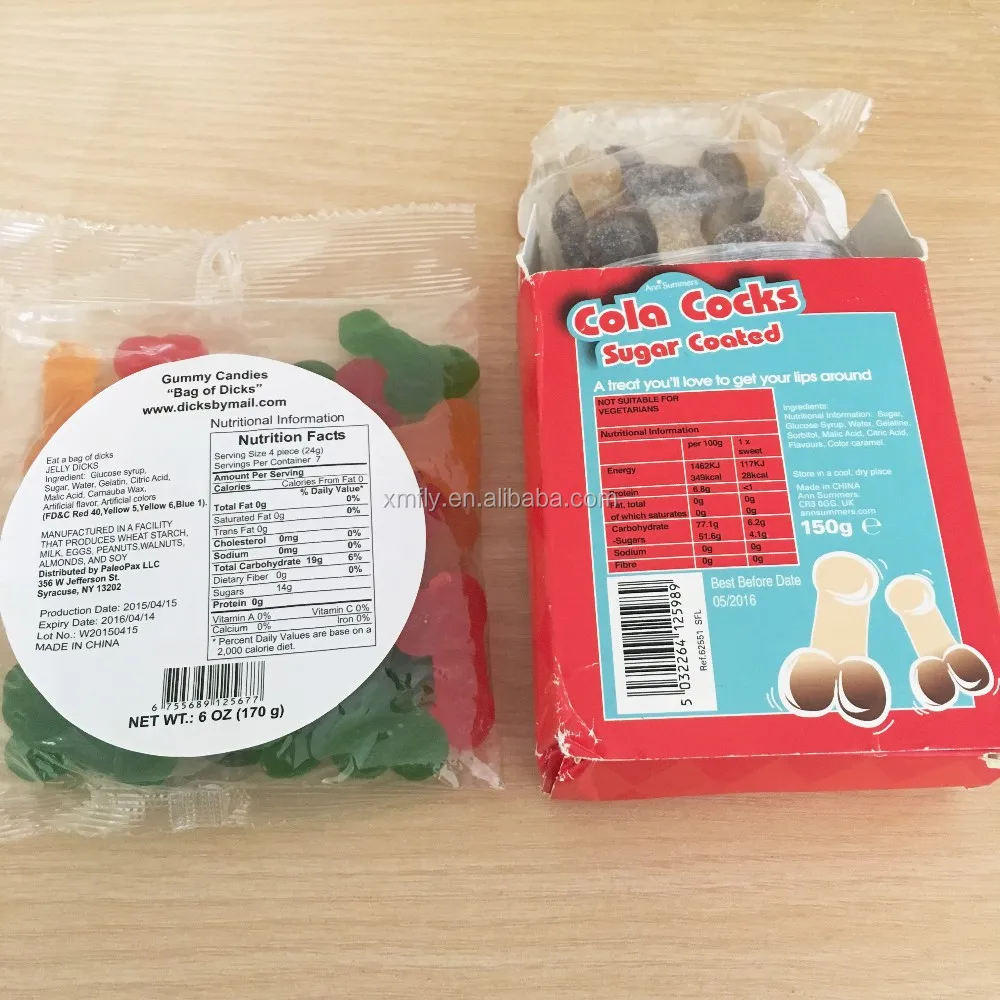 Gummy Candies
“Bag of Dicks”
www.dicksbymail.com
Eat a bag of dicks
JELLY DICKS
Ingredient: Glucose syrup,
Sugar, Water, Gelatin, Citric Acid,
Malic Acid, Carnauba Wax.
Artificial flavor. Artificial colors
(FD&C Red 40,Yellow 5,Yellow 6,Blue 1).
MANUFACTURED IN A FACILITY
THAT PRODUCES WHEAT STARCH,
MILK, EGGS, PEANUTS,WALNUTS,
ALMONDS, AND SOY
Distributed by PaleoPax LLC
356 W Jefferson St.
Syracuse, NY 13202
Production Date: 2015/04/15
Expiry Date: 2016/04/14
Lot No.: W20150415
MADE IN CHINA
Nutritional Information
Nutrition Facts
Serving Size 4 piece (24g)
Servings Per Container 7
Amount Per Serving
Calories Calories From Fat 0
% Daily Value*
Total Fat 0g 0%
Saturated Fat 0g 0%
Trans Fat 0g
Cholesterol 0mg 0%
Sodium 0mg 0%
Total Carbohydrate 19g 6%
Dietary Fiber 0g 0%
Sugars 14g
Protein 0g
Vitamin A 0% Vitamin C 0%
Calcium 0% Iron 0%
* Percent Daily Values are base on a
2,000 calorie diet.
6 755689 125677
NET WT.: 6 OZ (170 g)
xmfly.en.alibaba.com
Ann Summers
Cola Cocks
Sugar Coated
A treat you'll love to get your lips around
NOT SUITABLE FOR
VEGETARIANS
Nutritional Information
per 100g 1 x sweet
Energy 1462KJ 117KJ
349kcal 28kcal
Protein 6.8g <1
Fat, total 0g 0g
of which saturates 0g 0g
Carbohydrate 77.1g 6.2g
-Sugars 51.6g 4.1g
Sodium 0g 0g
Fibre 0g 0g
Ingredients:
Nutritional Information: Sugar,
Glucose Syrup, Water, Gelatine,
Sorbitol, Malic Acid, Citric Acid,
Flavours, Color caramel.
Store in a cool, dry place
Made in CHINA
Ann Summers,
CR3 0GG. UK
annsummers.com
150g ℮
5 032264 125989
Ref:62551 SFL
Best Before Date
05/2016